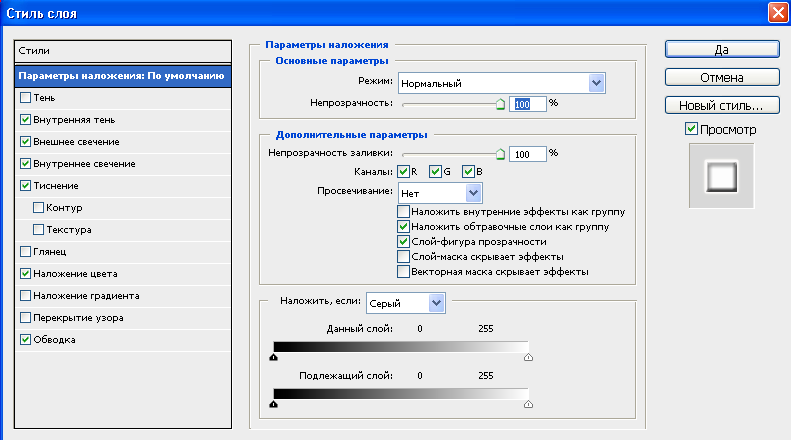 Стиль слоя
Стили
Параметры наложения: По умолчанию
Тень
Внутренняя тень
Внешнее свечение
Внутреннее свечение
Тиснение
Контур
Текстура
Глянец
Наложение цвета
Наложение градиента
Перекрытие узора
Обводка
Параметры наложения
Основные параметры
Режим: Нормальный
Непрозрачность: 100 %
Дополнительные параметры
Непрозрачность заливки: 100 %
Каналы: R G B
Просвечивание: Нет
Наложить внутренние эффекты как группу
Наложить обтравочные слои как группу
Слой-фигура прозрачности
Слой-маска скрывает эффекты
Векторная маска скрывает эффекты
Наложить, если: Серый
Данный слой: 0 255
Подлежащий слой: 0 255
Да
Отмена
Новый стиль...
Просмотр